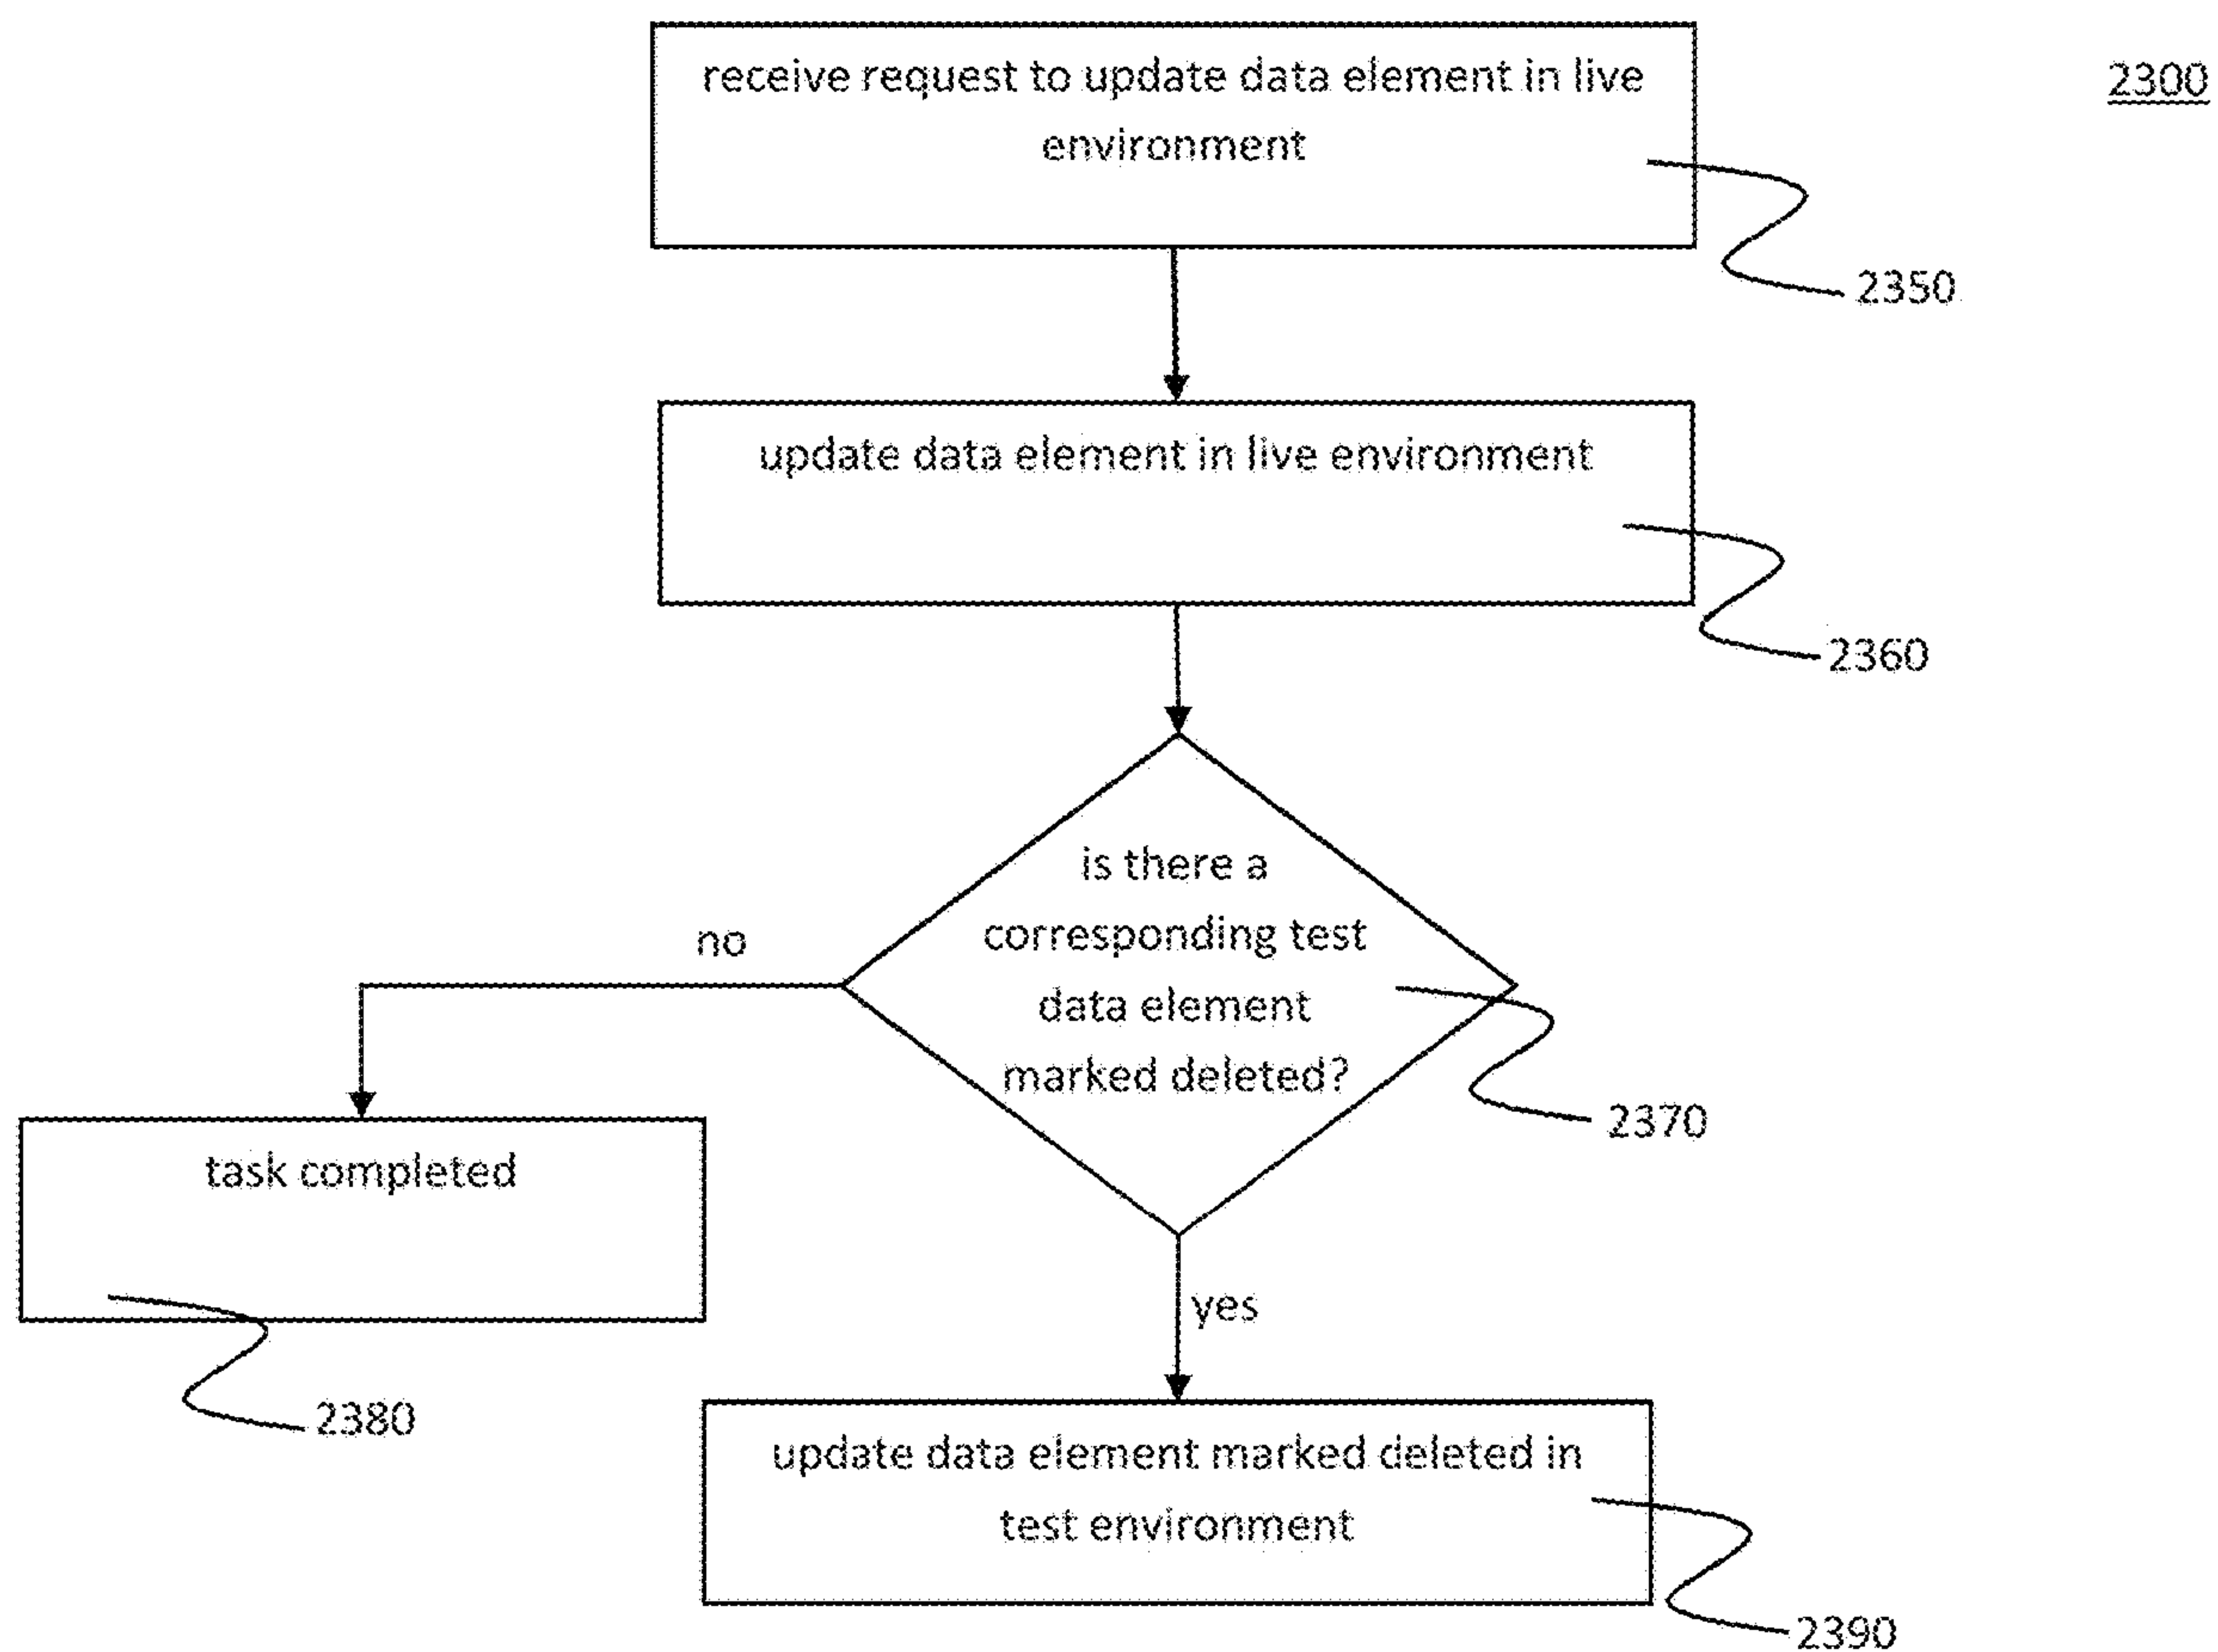 2300
receive request to update data element in live
environment
2350
update data element in live environment
2360
is there a
corresponding test
data element
marked deleted?
no
2370
task completed
yes
2380
update data element marked deleted in
test environment
2390